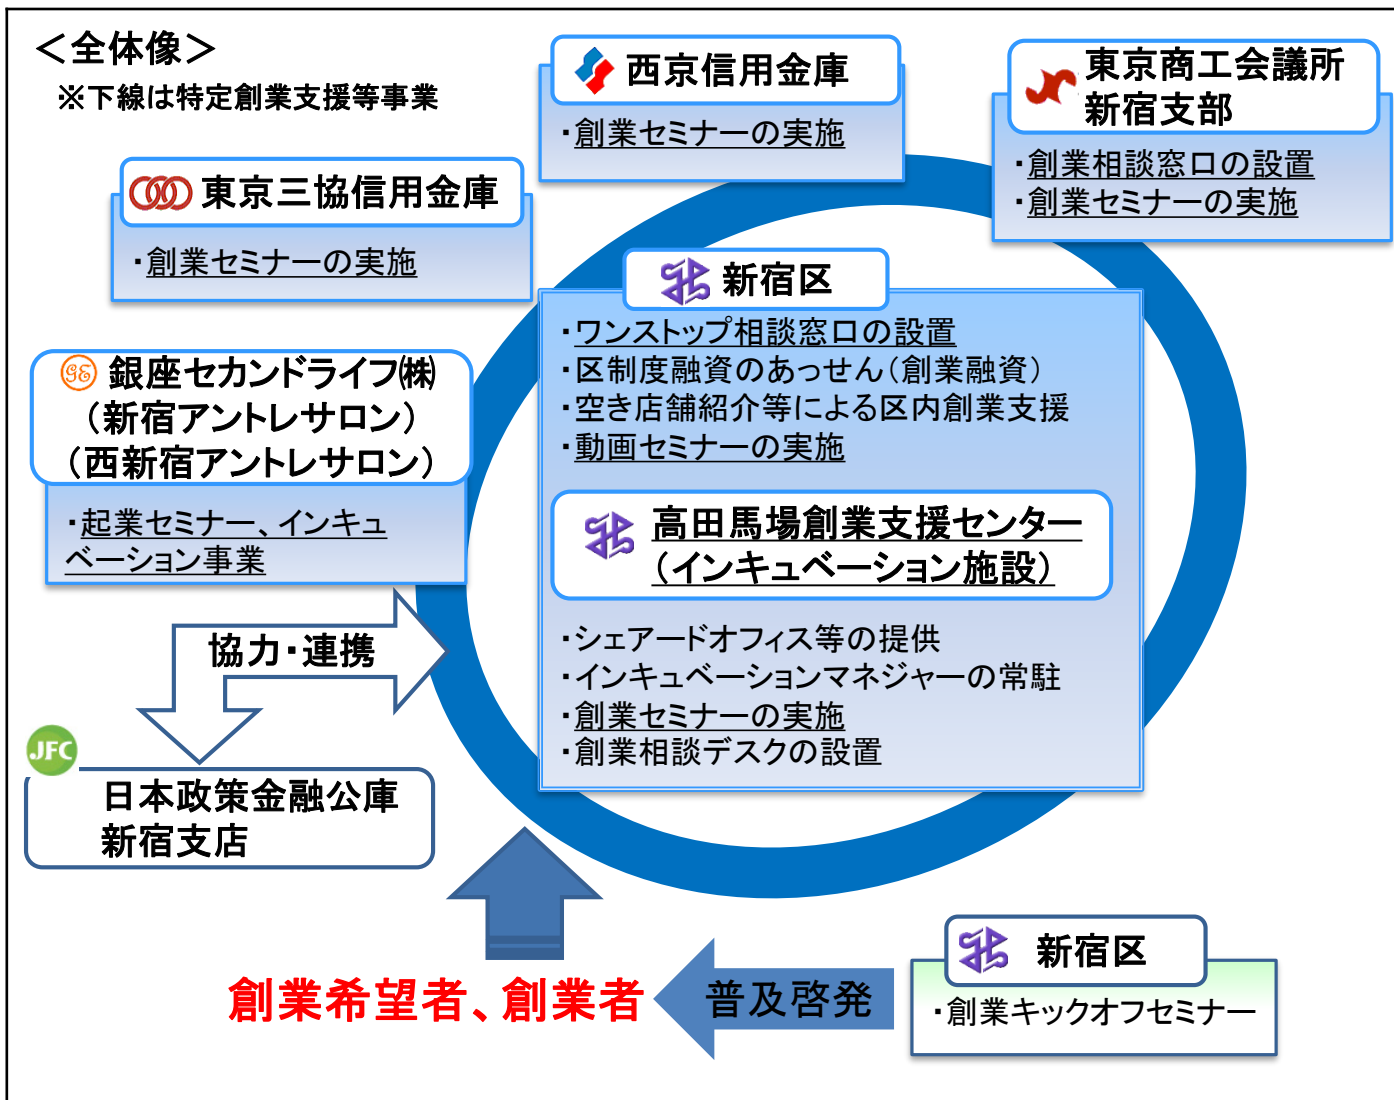 ＜全体像＞
※下線は特定創業支援等事業
西京信用金庫
・創業セミナーの実施
東京商工会議所
新宿支部
・創業相談窓口の設置
・創業セミナーの実施
東京三協信用金庫
・創業セミナーの実施
新宿区
・ワンストップ相談窓口の設置
・区制度融資のあっせん（創業融資）
・空き店舗紹介等による区内創業支援
・動画セミナーの実施
銀座セカンドライフ㈱
（新宿アントレサロン）
（西新宿アントレサロン）
・起業セミナー、インキュ
ベーション事業
高田馬場創業支援センター
（インキュベーション施設）
・シェアードオフィス等の提供
・インキュベーションマネジャーの常駐
・創業セミナーの実施
・創業相談デスクの設置
協力・連携
JFC
日本政策金融公庫
新宿支店
創業希望者、創業者
普及啓発
新宿区
・創業キックオフセミナー